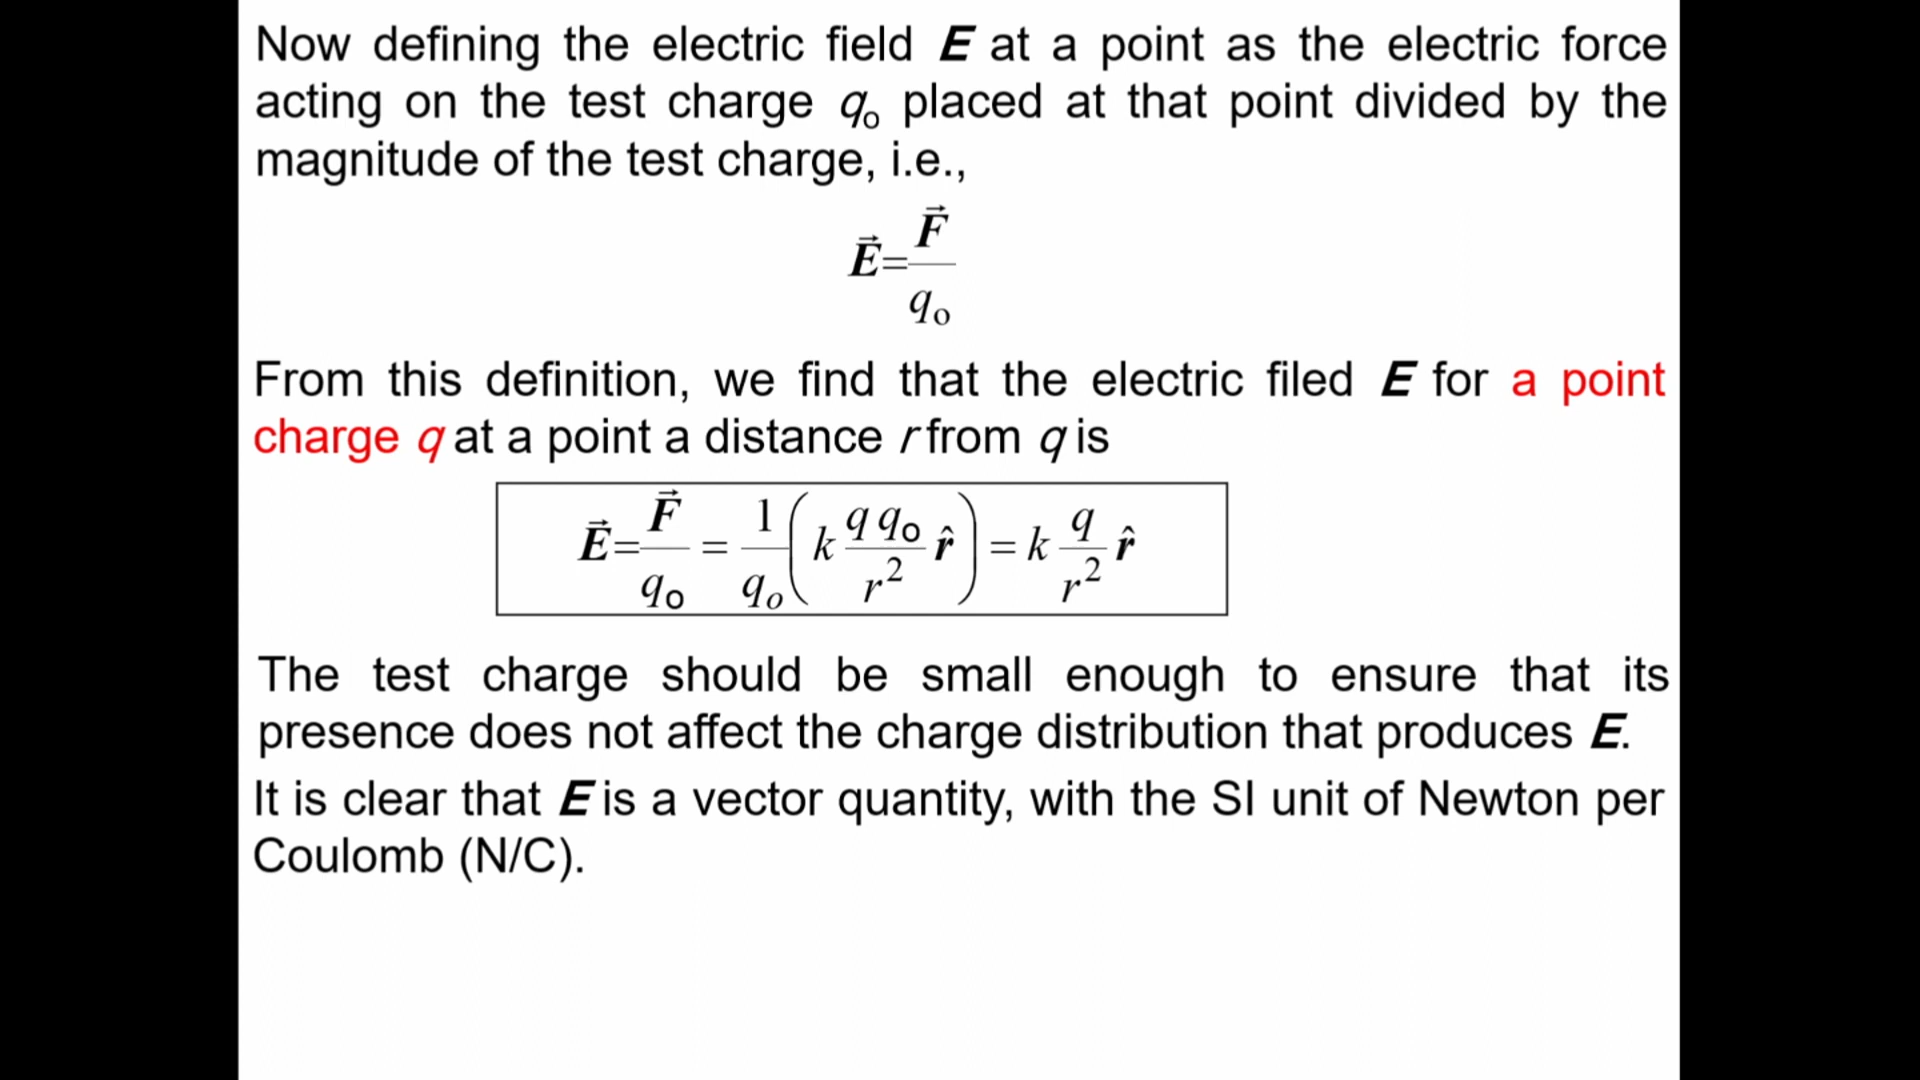 Now defining the electric field E at a point as the electric force
acting on the test charge qₒ placed at that point divided by the
magnitude of the test charge, i.e.,
E⃗ = F⃗ / qₒ
From this definition, we find that the electric filed E for a point
charge q at a point a distance r from q is
E⃗ = F⃗ / qₒ = 1 / qₒ ( k q qₒ / r² r̂ ) = k q / r² r̂
The test charge should be small enough to ensure that its
presence does not affect the charge distribution that produces E.
It is clear that E is a vector quantity, with the SI unit of Newton per
Coulomb (N/C).